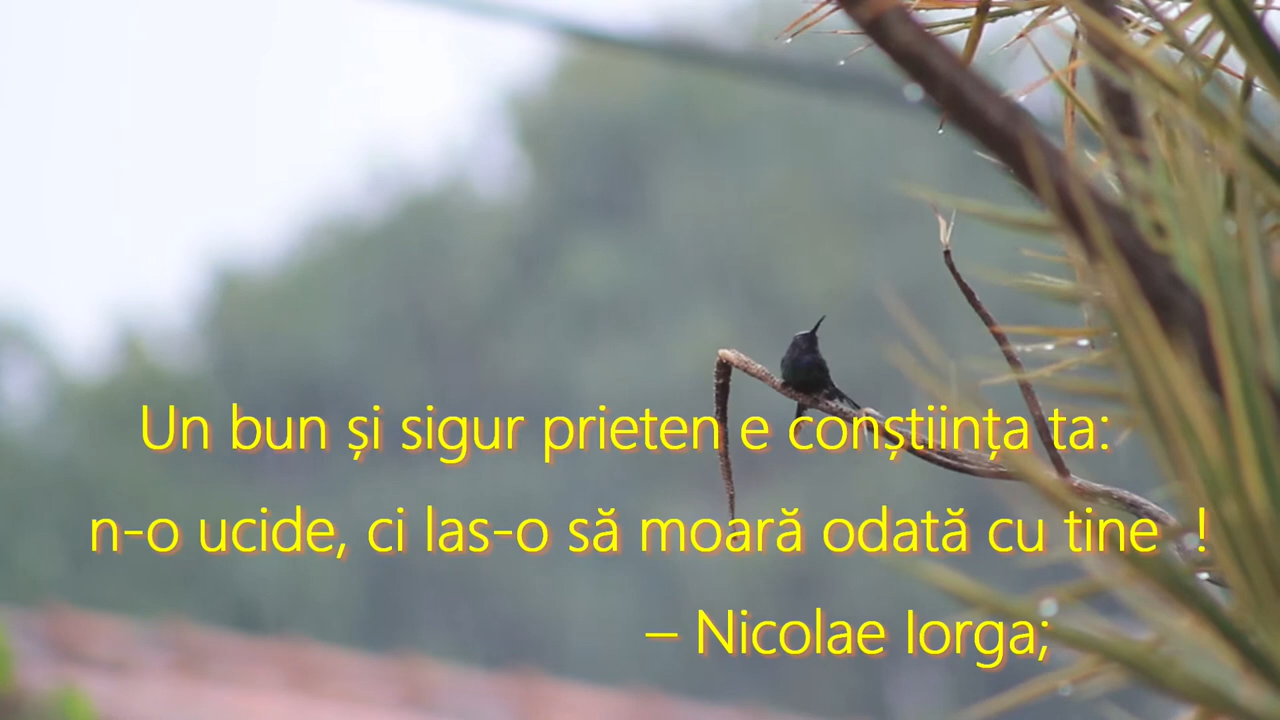 Un bun și sigur prieten e conștiința ta:
n-o ucide, ci las-o să moară odată cu tine  !
– Nicolae Iorga;